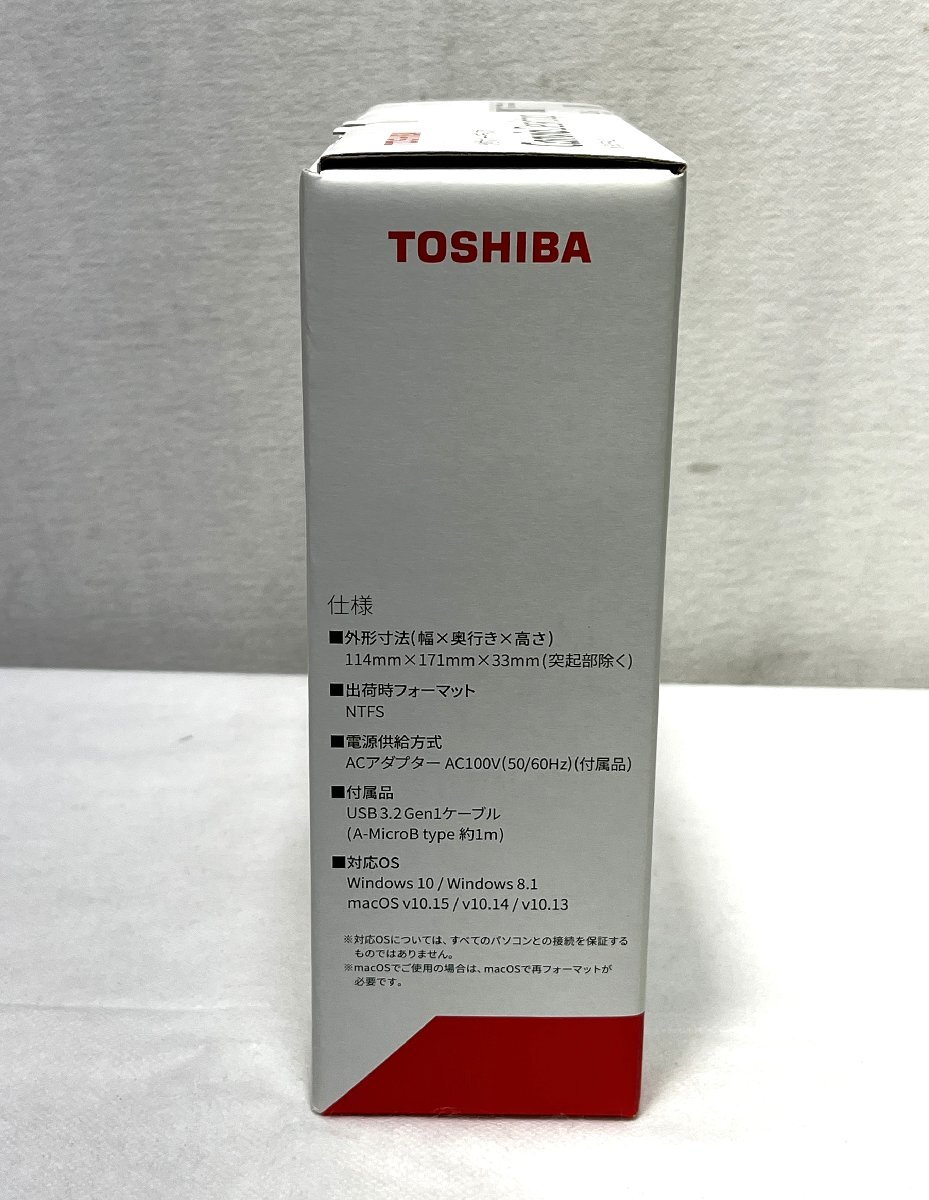 TOSHIBA
仕様
■外形寸法(幅×奥行き×高さ)
114mm×171mm×33mm(突起部除く)
■出荷時フォーマット
NTFS
■電源供給方式
ACアダプター AC100V(50/60Hz)(付属品)
■付属品
USB3.2Gen1ケーブル
(A-MicroB type 約1m)
■対応OS
Windows 10 / Windows 8.1
macOS v10.15 / v10.14 / v10.13
※対応OSについては、すべてのパソコンとの接続を保証する
ものではありません。
※macOSでご使用の場合は、macOSで再フォーマットが
必要です。